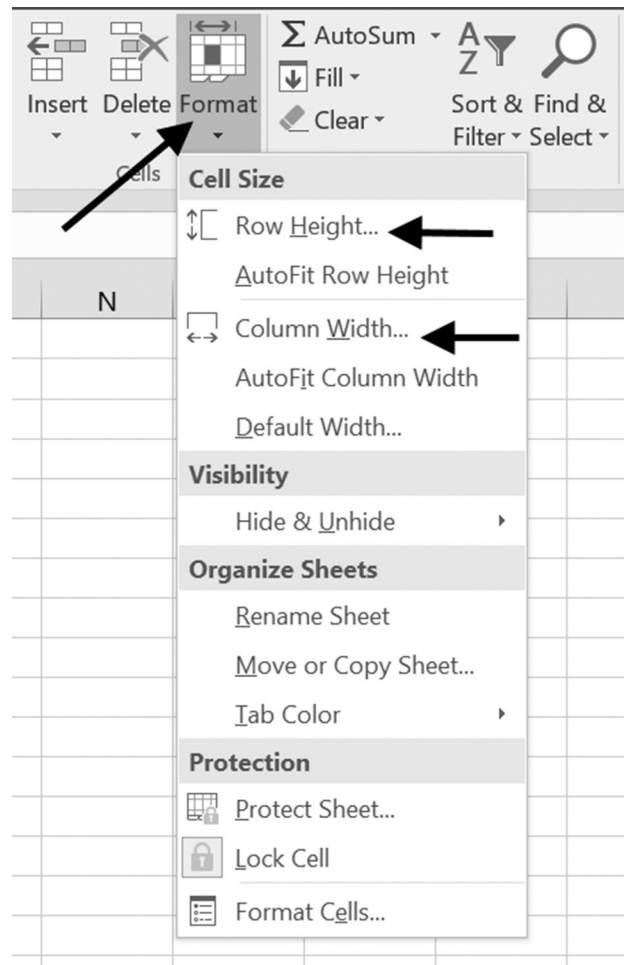 Insert Delete Format
AutoSum
Fill
Clear
Sort & Filter
Find & Select
Cells
N
Cell Size
Row Height...
AutoFit Row Height
Column Width...
AutoFit Column Width
Default Width...
Visibility
Hide & Unhide
Organize Sheets
Rename Sheet
Move or Copy Sheet...
Tab Color
Protection
Protect Sheet...
Lock Cell
Format Cells...